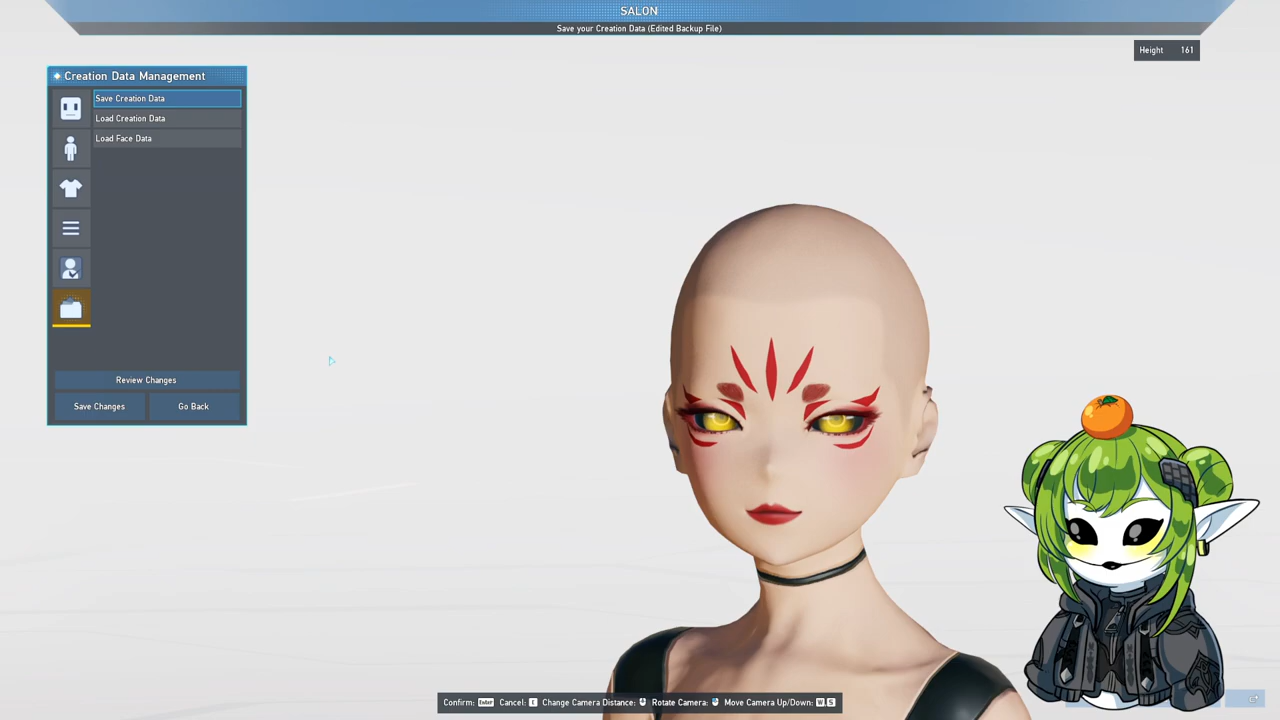 SALON
Save your Creation Data (Edited Backup File)
Height 161
Creation Data Management
Save Creation Data
Load Creation Data
Load Face Data
Review Changes
Save Changes
Go Back
Confirm: Enter Cancel: E Change Camera Distance: Rotate Camera: Move Camera Up/Down: W S